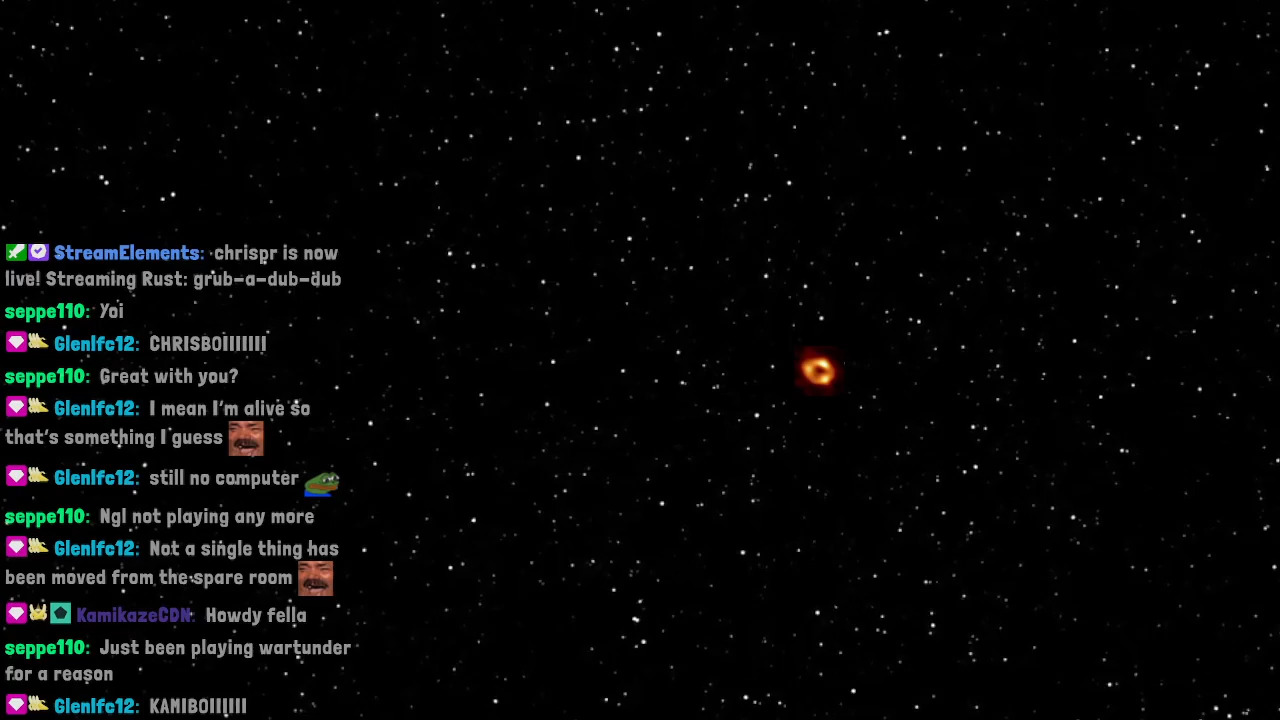 StreamElements: chrispr is now
live! Streaming Rust: grub-a-dub-dub
seppe110: Yoi
Glenlfc12: CHRISBOIIIIIII
seppe110: Great with you?
Glenlfc12: I mean I'm alive so
that's something I guess
Glenlfc12: still no computer
seppe110: Ngl not playing any more
Glenlfc12: Not a single thing has
been moved from the spare room
KamikazeCDN: Howdy fella
seppe110: Just been playing wartunder
for a reason
Glenlfc12: KAMIBOIIIIII